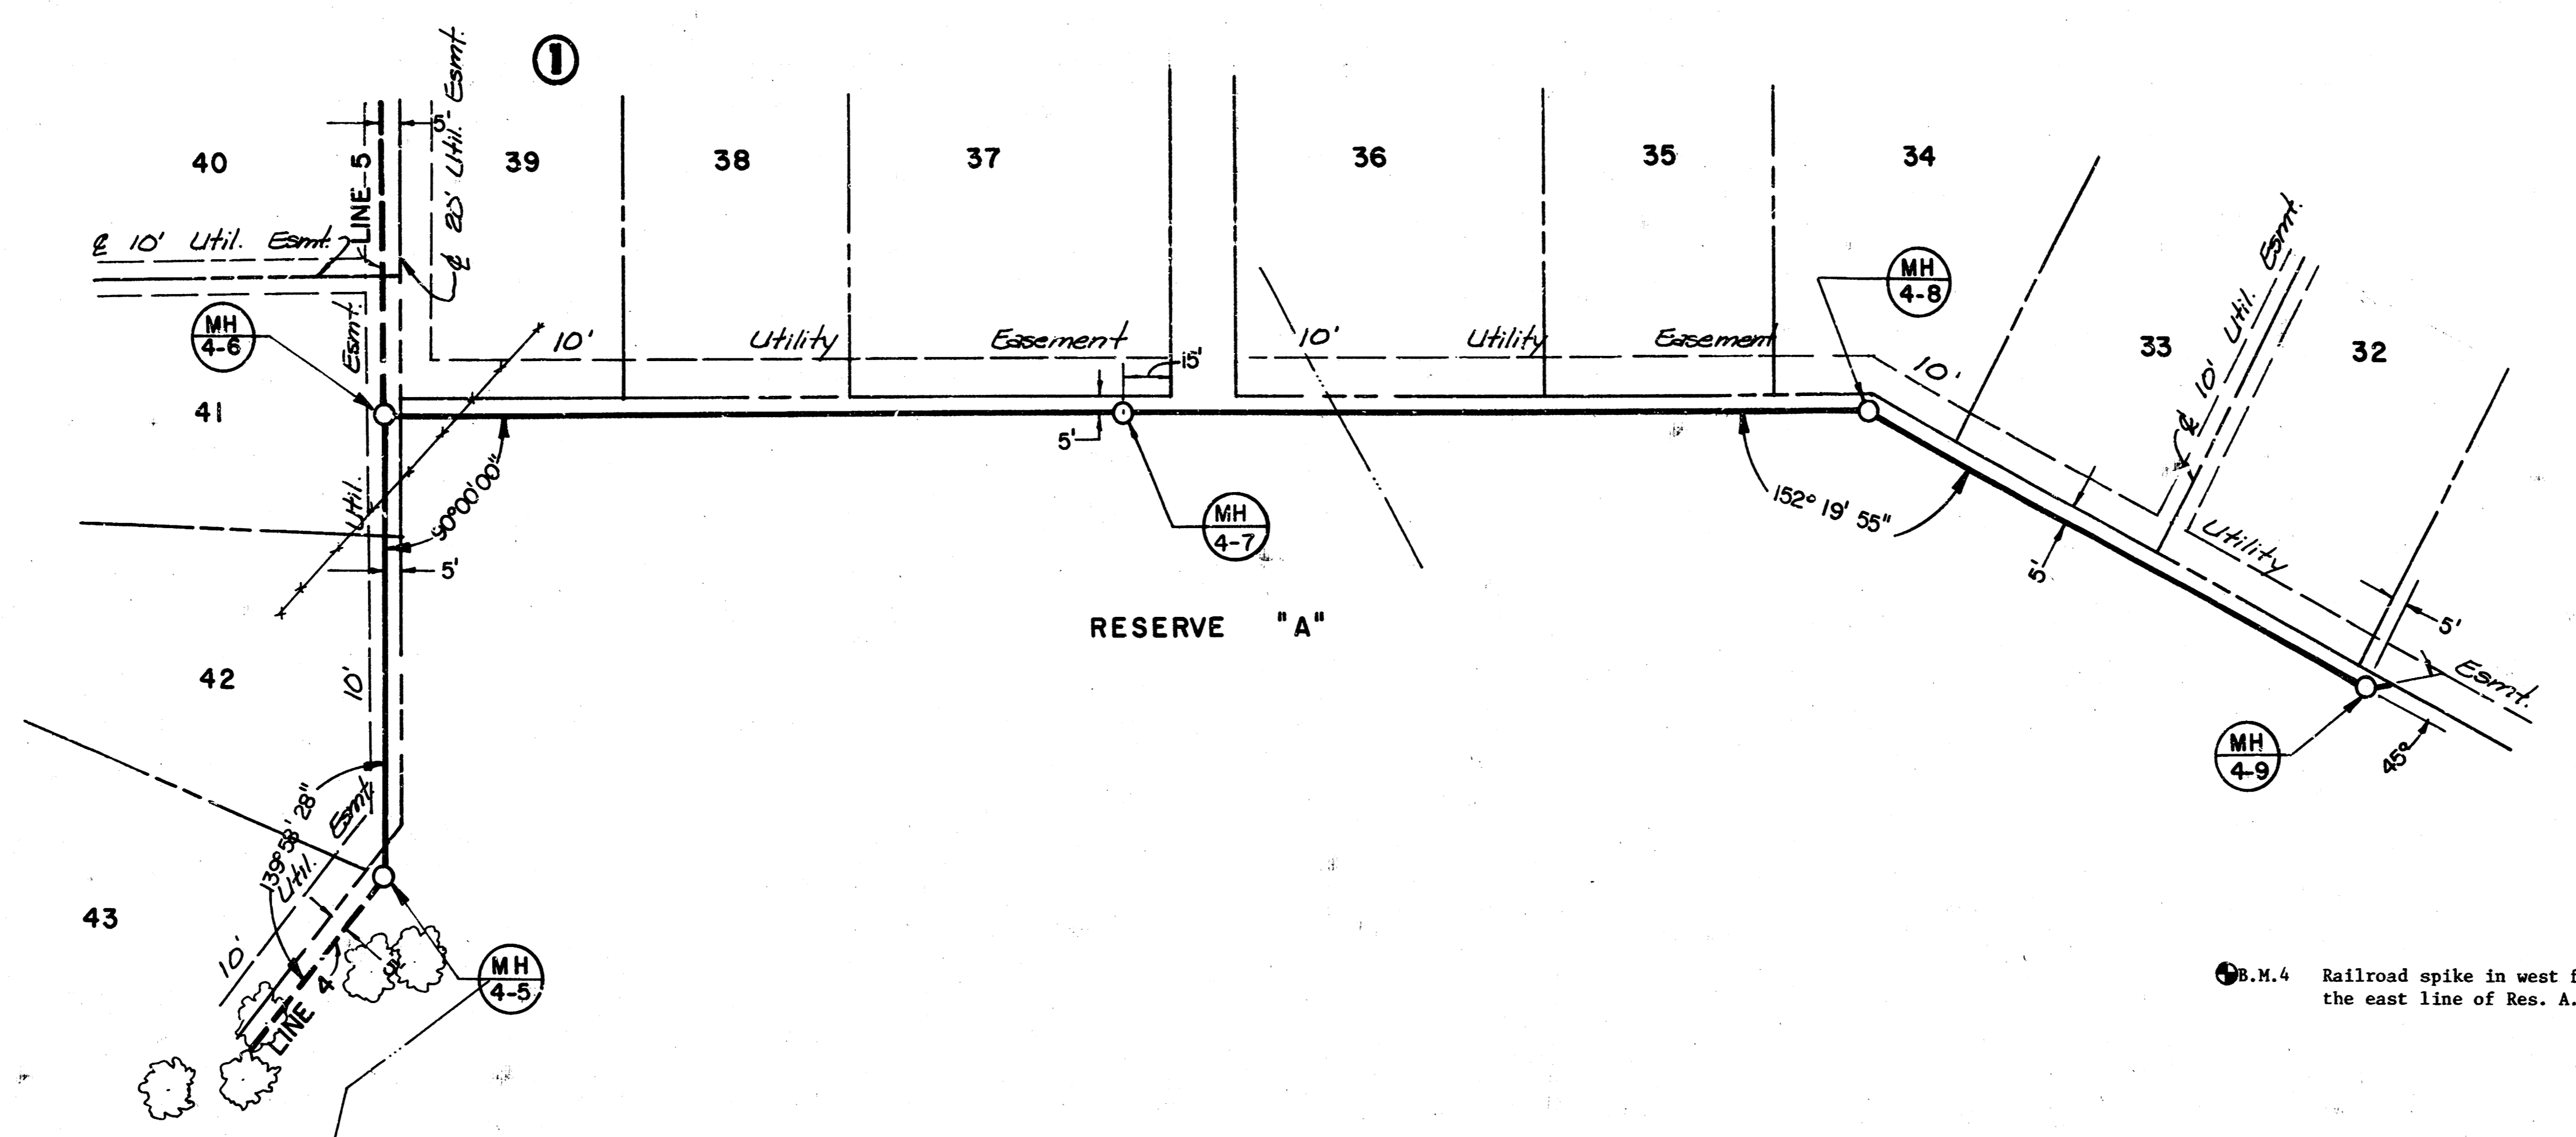 1
20' Util. Esmt.
5'
40
LINE 5
39
38
37
36
35
34
10' Util. Esmt.
MH
4-6
Esmt.
10'
Utility
Easement
15'
10'
Utility
Easement
MH
4-8
10'
33
10' Util. Esmt.
32
41
Util.
90°00'00"
5'
5'
MH
4-7
152° 19' 55"
5'
Utility
5'
RESERVE "A"
42
10'
Esmt.
MH
4-9
45°
139°58'28"
Util.
Esmt.
43
10'
LINE 4
MH
4-5
B.M.4 Railroad spike in west
the east line of Res. A.